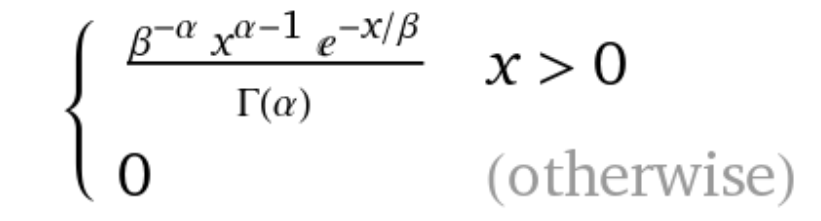 β^{-α} x^{α-1} e^{-x/β}
Γ(α)
x > 0
0 (otherwise)